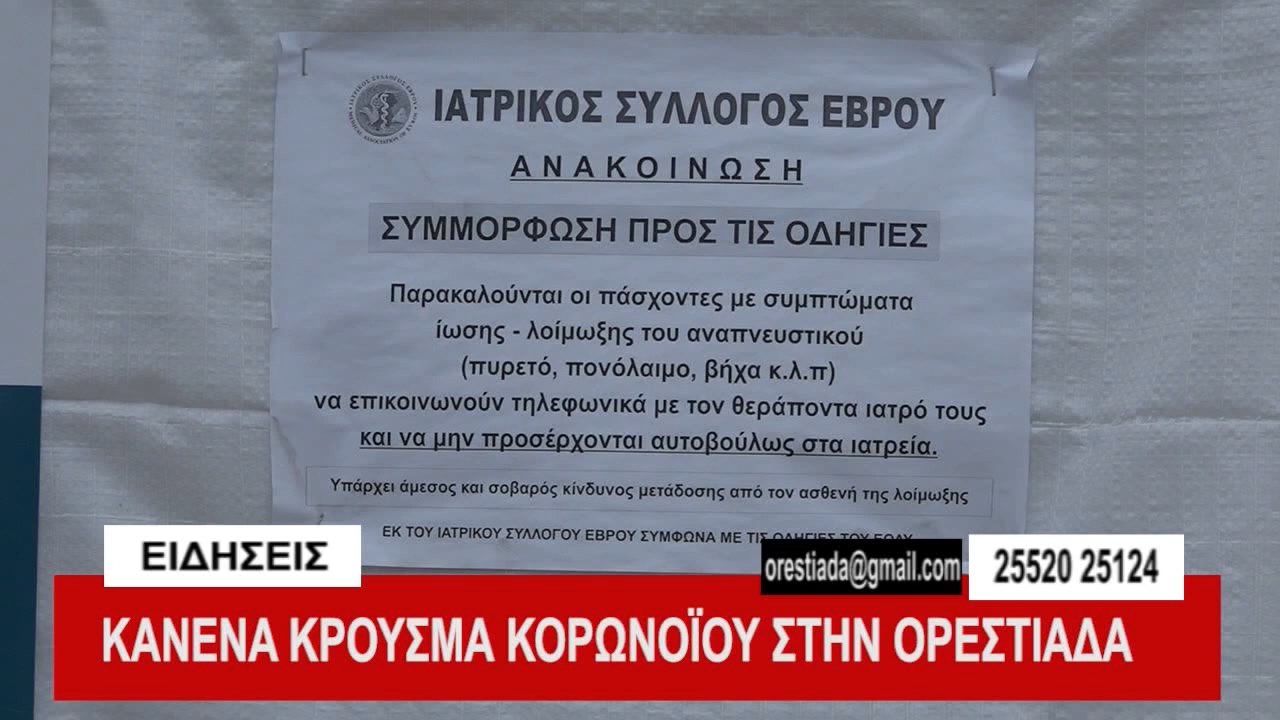 ΙΑΤΡΙΚΟΣ ΣΥΛΛΟΓΟΣ ΕΒΡΟΥ
ΑΝΑΚΟΙΝΩΣΗ
ΣΥΜΜΟΡΦΩΣΗ ΠΡΟΣ ΤΙΣ ΟΔΗΓΙΕΣ
Παρακαλούνται οι πάσχοντες με συμπτώματα
ίωσης - λοίμωξης του αναπνευστικού
(πυρετό, πονόλαιμο, βήχα κ.λ.π)
να επικοινωνούν τηλεφωνικά με τον θεράποντα ιατρό τους
και να μην προσέρχονται αυτοβούλως στα ιατρεία.
Υπάρχει άμεσος και σοβαρός κίνδυνος μετάδοσης από τον ασθενή της λοίμωξης
ΕΚ ΤΟΥ ΙΑΤΡΙΚΟΥ ΣΥΛΛΟΓΟΥ ΕΒΡΟΥ ΣΥΜΦΩΝΑ ΜΕ ΤΙΣ ΟΔΗΓΙΕΣ ΤΟΥ ΕΟΔΥ
ΕΙΔΗΣΕΙΣ
orestiada@gmail.com
25520 25124
ΚΑΝΕΝΑ ΚΡΟΥΣΜΑ ΚΟΡΩΝΟΪΟΥ ΣΤΗΝ ΟΡΕΣΤΙΑΔΑ